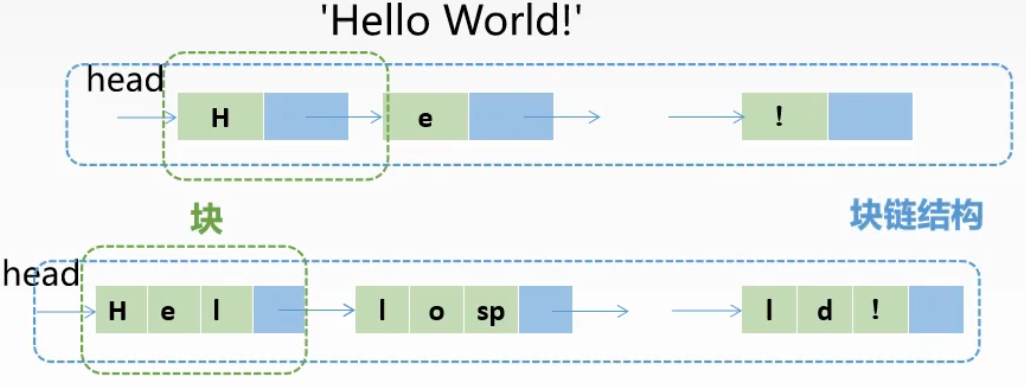 'Hello World!'
head
H e !
块
块链结构
head
H e l l o sp l d !